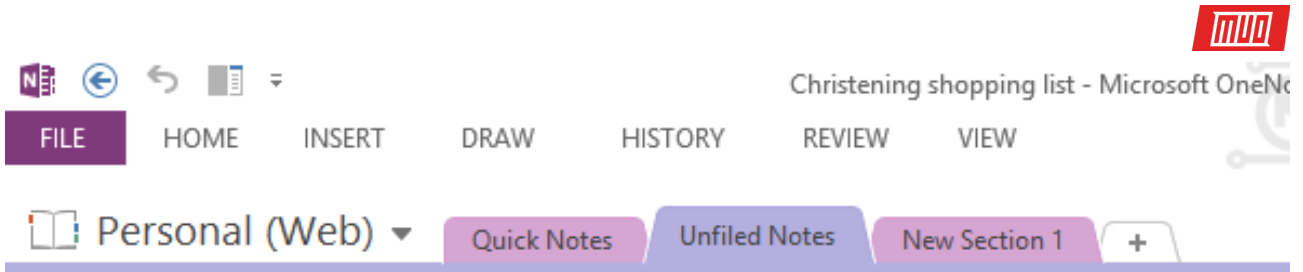 MUO
Christening shopping list - Microsoft OneNo
FILE HOME INSERT DRAW HISTORY REVIEW VIEW
Personal (Web) Quick Notes Unfiled Notes New Section 1 +